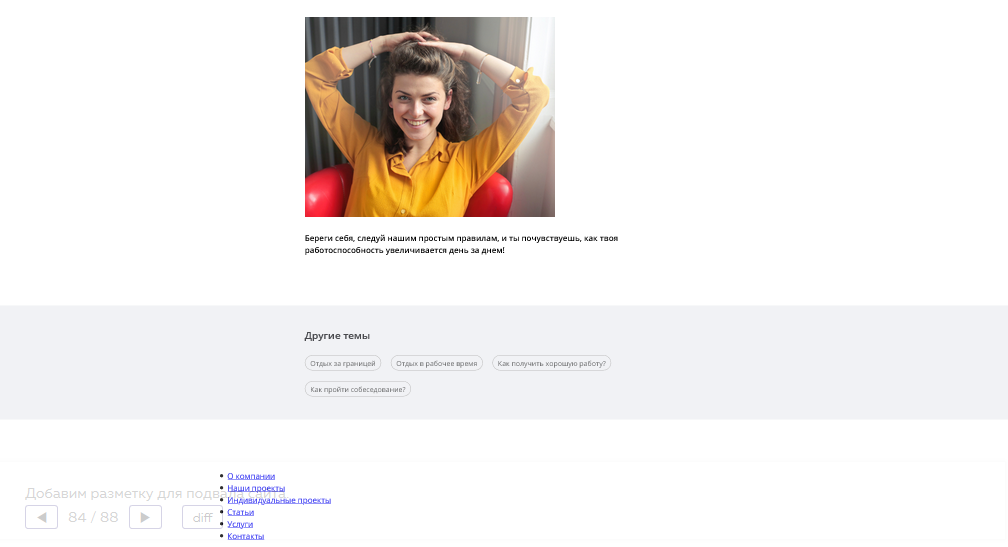 Береги себя, следуй нашим простым правилам, и ты почувствуешь, как твоя
работоспособность увеличивается день за днем!
Другие темы
Отдых за границей
Отдых в рабочее время
Как получить хорошую работу?
Как пройти собеседование?
О компании
Наши проекты
Индивидуальные проекты
Статьи
Услуги
Контакты
Добавим разметку для подвала сайта
84 / 88
diff